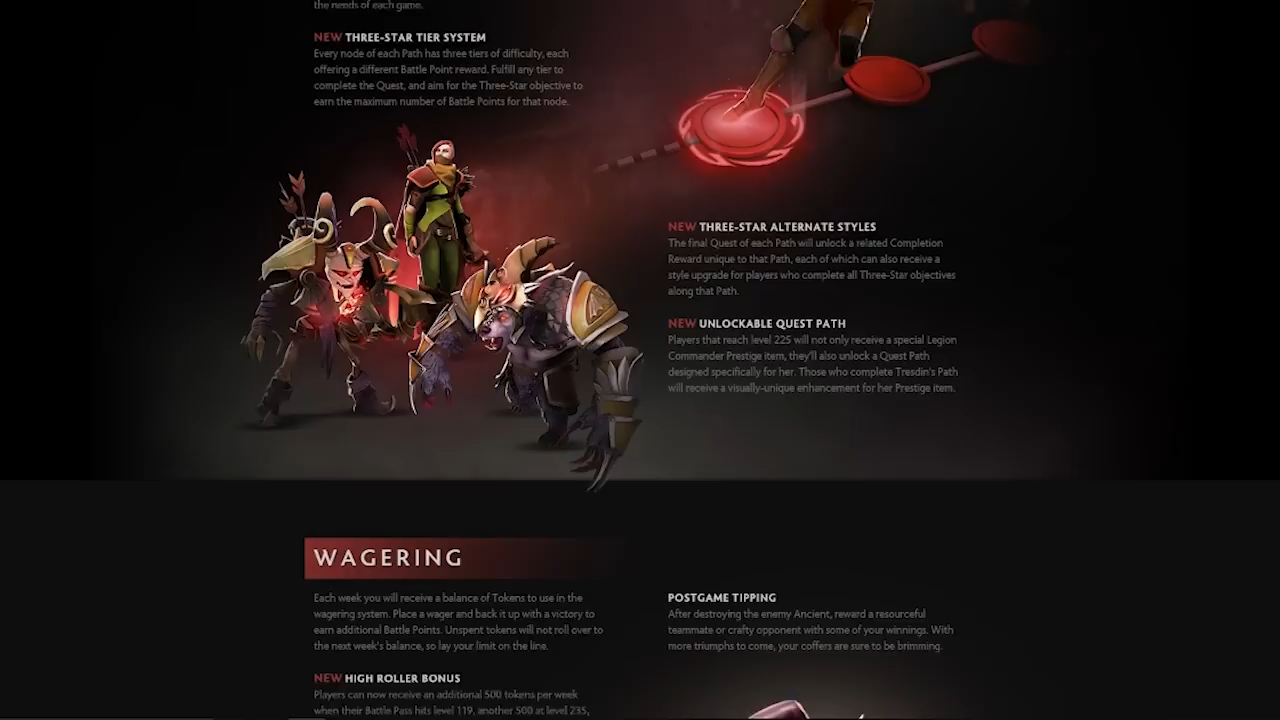 the needs of each game.
NEW THREE-STAR TIER SYSTEM
Every node of each Path has three tiers of difficulty, each
offering a different Battle Point reward. Fulfill any tier to
complete the Quest, and aim for the Three-Star objective to
earn the maximum number of Battle Points for that node.
NEW THREE-STAR ALTERNATE STYLES
The final Quest of each Path will unlock a related Completion
Reward unique to that Path, each of which can also receive a
style upgrade for players who complete all Three-Star objectives
along that Path.
NEW UNLOCKABLE QUEST PATH
Players that reach level 225 will not only receive a special Legion
Commander Prestige item, they'll also unlock a Quest Path
designed specifically for her. Those who complete Tresdin's Path
will receive a visually-unique enhancement for her Prestige item.
WAGERING
Each week you will receive a balance of Tokens to use in the
wagering system. Place a wager and back it up with a victory to
earn additional Battle Points. Unspent tokens will not roll over to
the next week's balance, so lay your limit on the line.
NEW HIGH ROLLER BONUS
Players can now receive an additional 500 tokens per week
when their Battle Pass hits level 119, another 500 at level 235,
POSTGAME TIPPING
After destroying the enemy Ancient, reward a resourceful
teammate or crafty opponent with some of your winnings. With
more triumphs to come, your coffers are sure to be brimming.